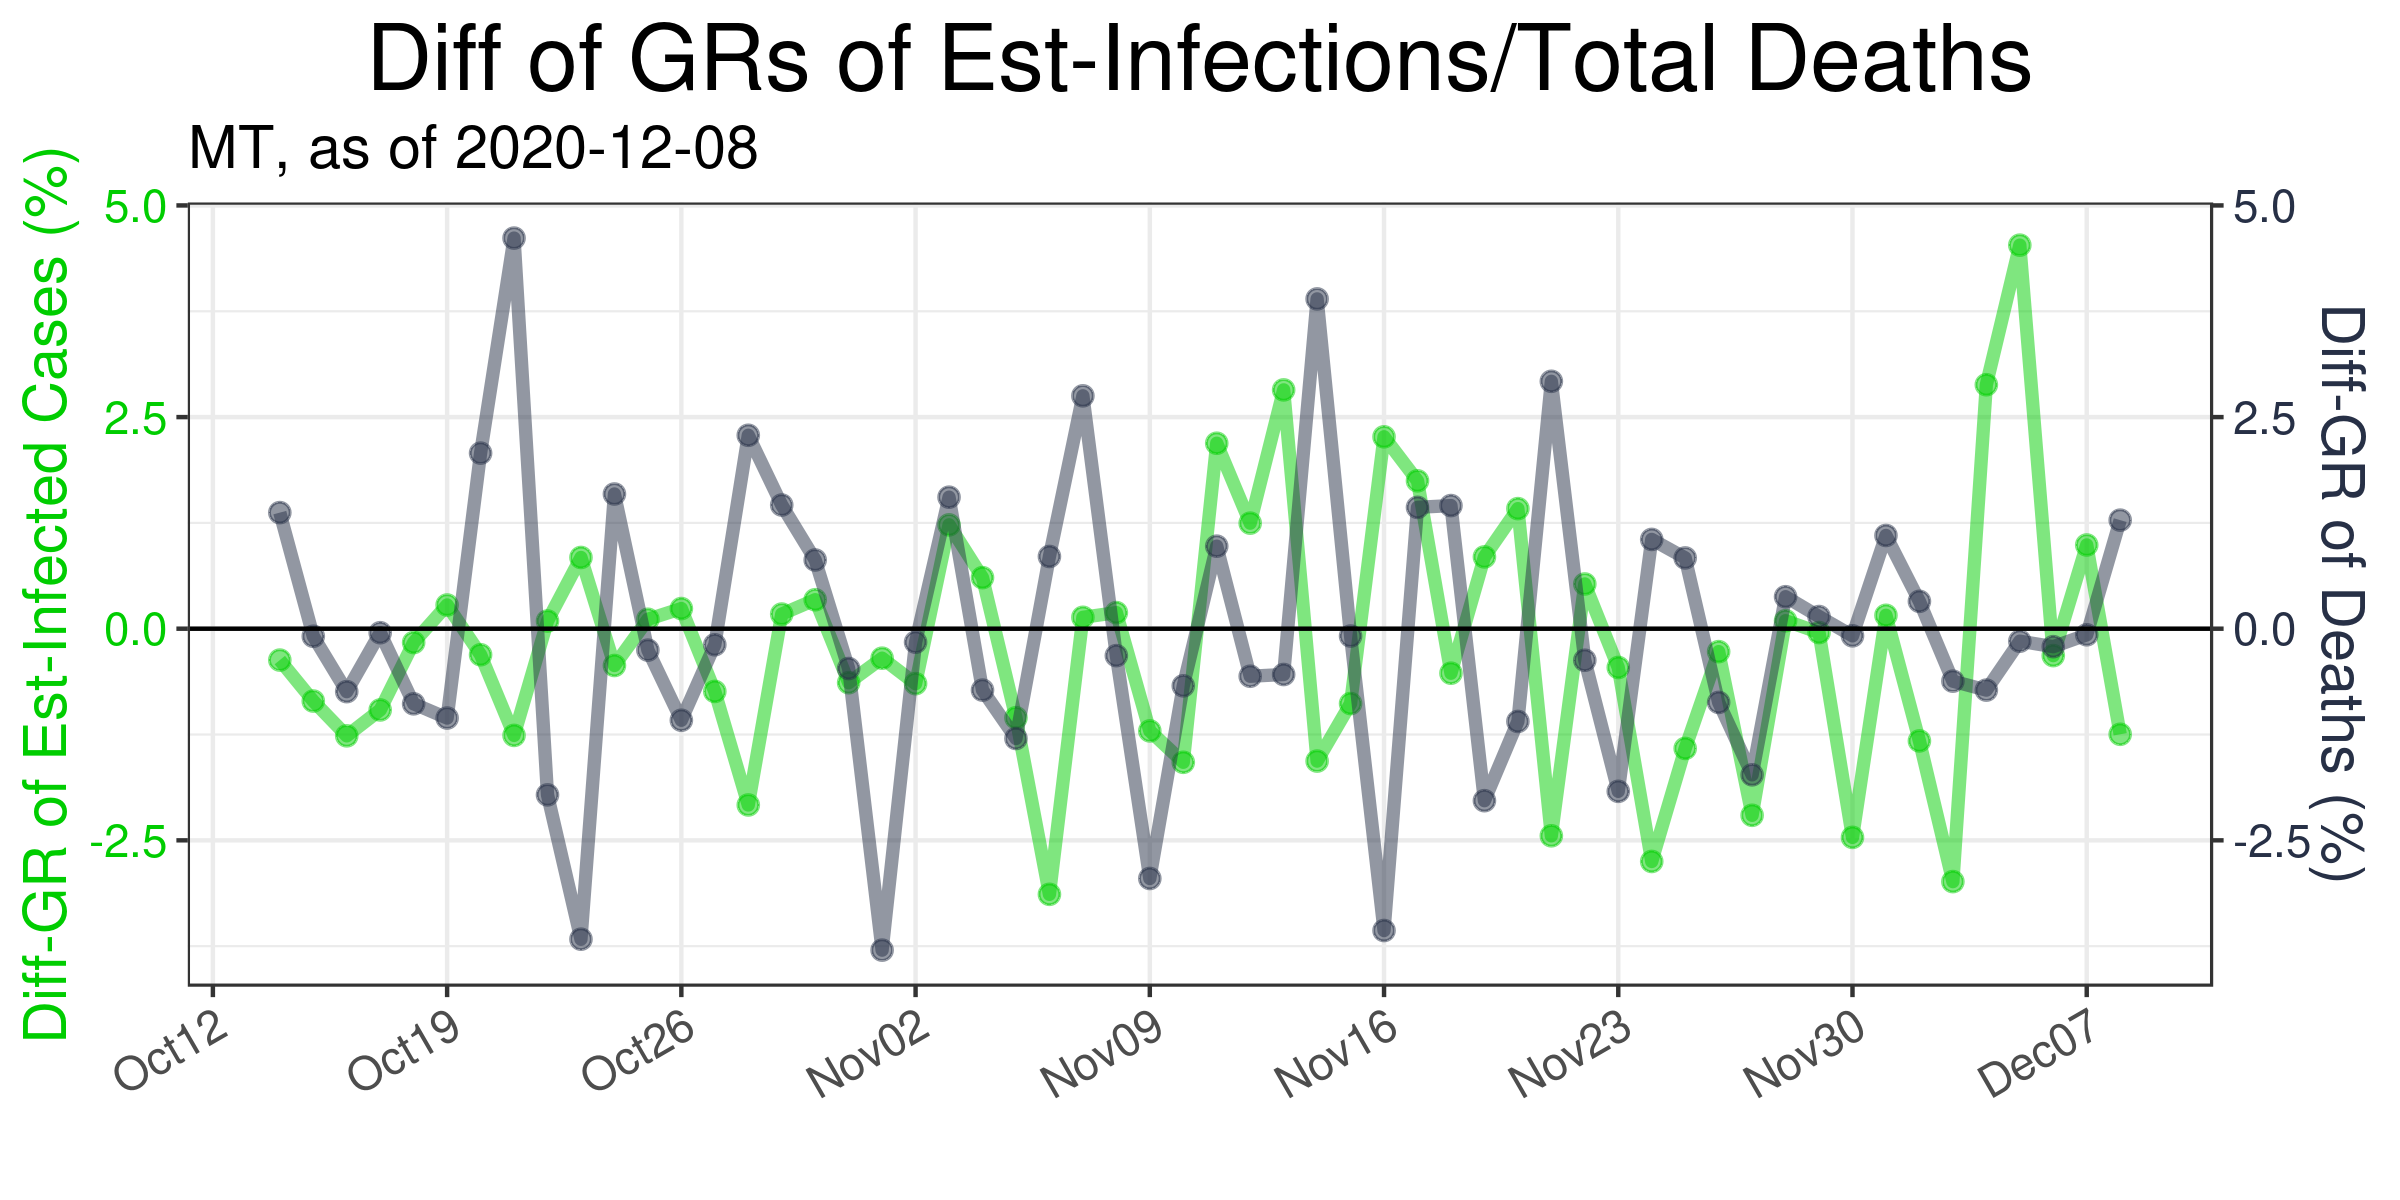 Diff of GRs of Est-Infections/Total Deaths
MT, as of 2020-12-08
Diff-GR of Est-Infected Cases (%)
5.0
2.5
0.0
-2.5
5.0
2.5
0.0
-2.5
Diff-GR of Deaths (%)
Oct12
Oct19
Oct26
Nov02
Nov09
Nov16
Nov23
Nov30
Dec07